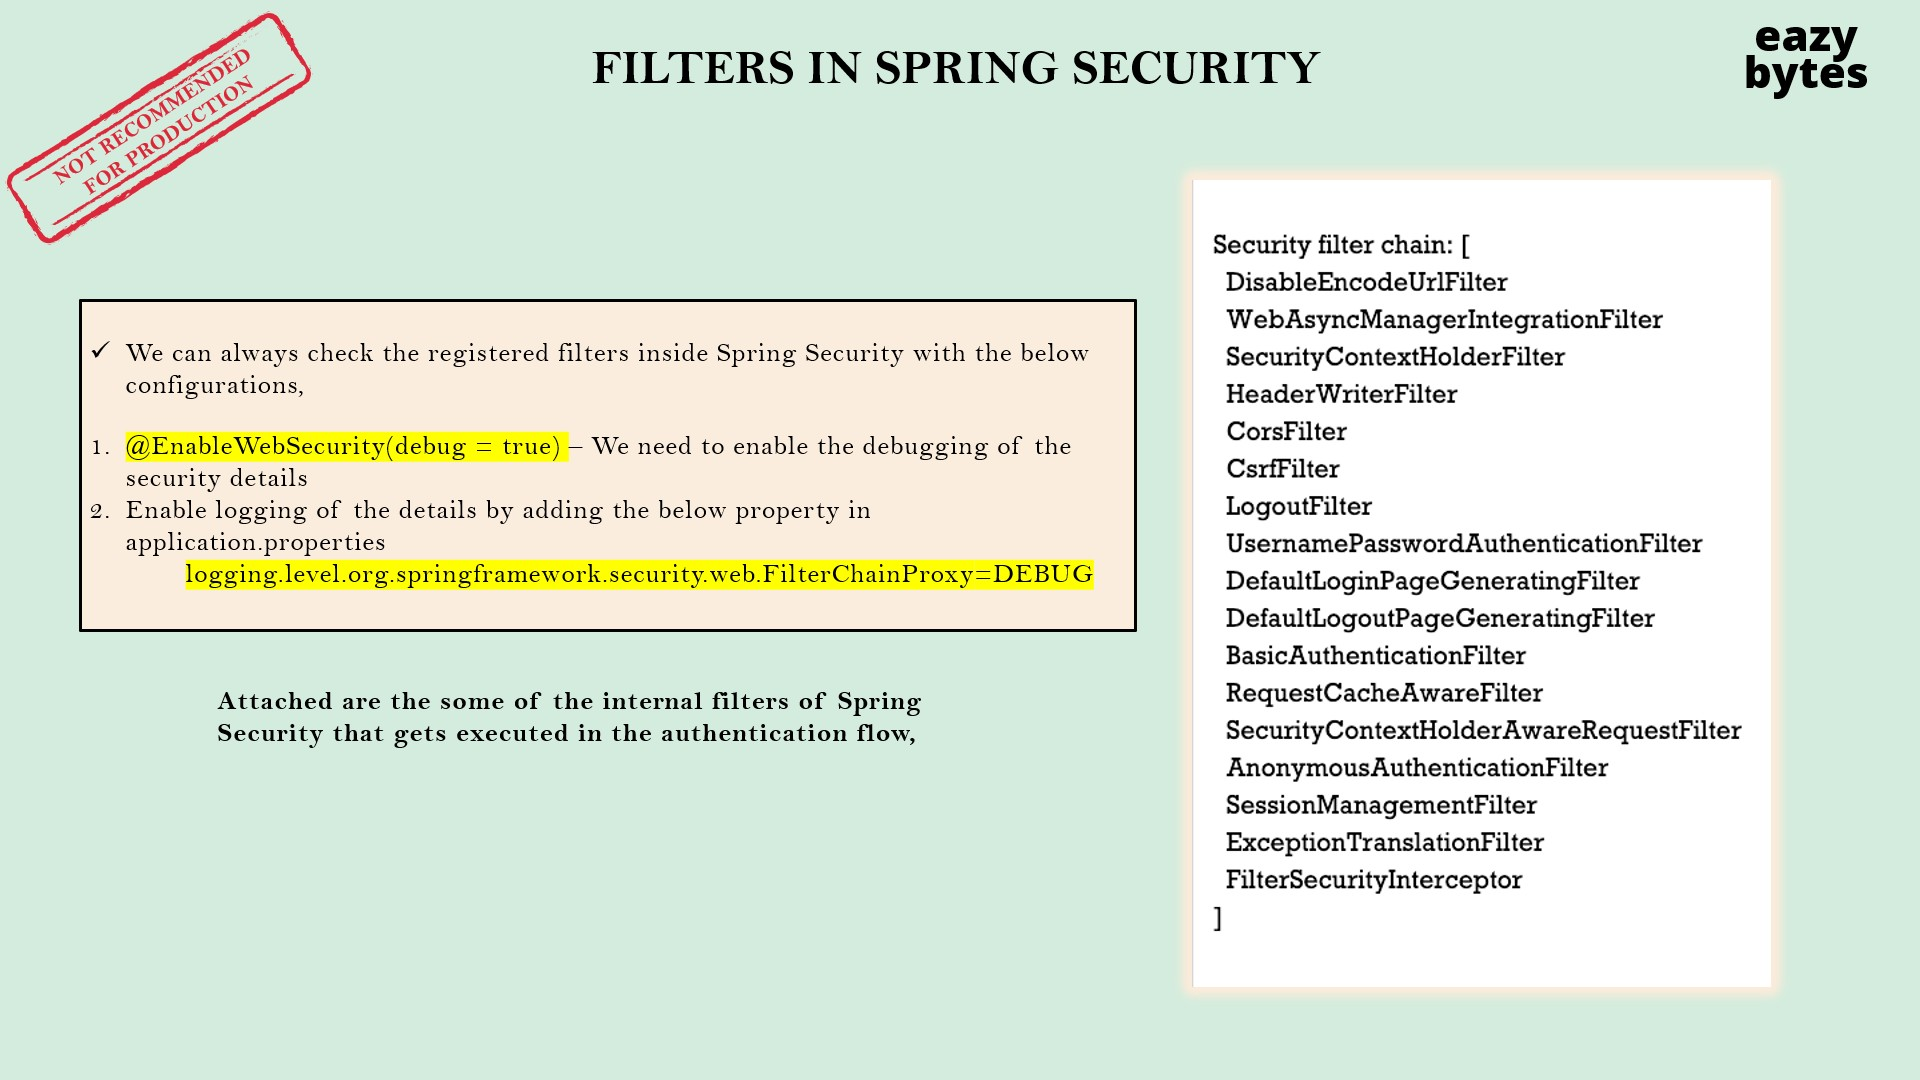 NOT RECOMMENDED
FOR PRODUCTION
FILTERS IN SPRING SECURITY
eazy
bytes
✓ We can always check the registered filters inside Spring Security with the below
configurations,
1. @EnableWebSecurity(debug = true) – We need to enable the debugging of the
security details
2. Enable logging of the details by adding the below property in
application.properties
logging.level.org.springframework.security.web.FilterChainProxy=DEBUG
Attached are the some of the internal filters of Spring
Security that gets executed in the authentication flow,
Security filter chain: [
DisableEncodeUrlFilter
WebAsyncManagerIntegrationFilter
SecurityContextHolderFilter
HeaderWriterFilter
CorsFilter
CsrfFilter
LogoutFilter
UsernamePasswordAuthenticationFilter
DefaultLoginPageGeneratingFilter
DefaultLogoutPageGeneratingFilter
BasicAuthenticationFilter
RequestCacheAwareFilter
SecurityContextHolderAwareRequestFilter
AnonymousAuthenticationFilter
SessionManagementFilter
ExceptionTranslationFilter
FilterSecurityInterceptor
]